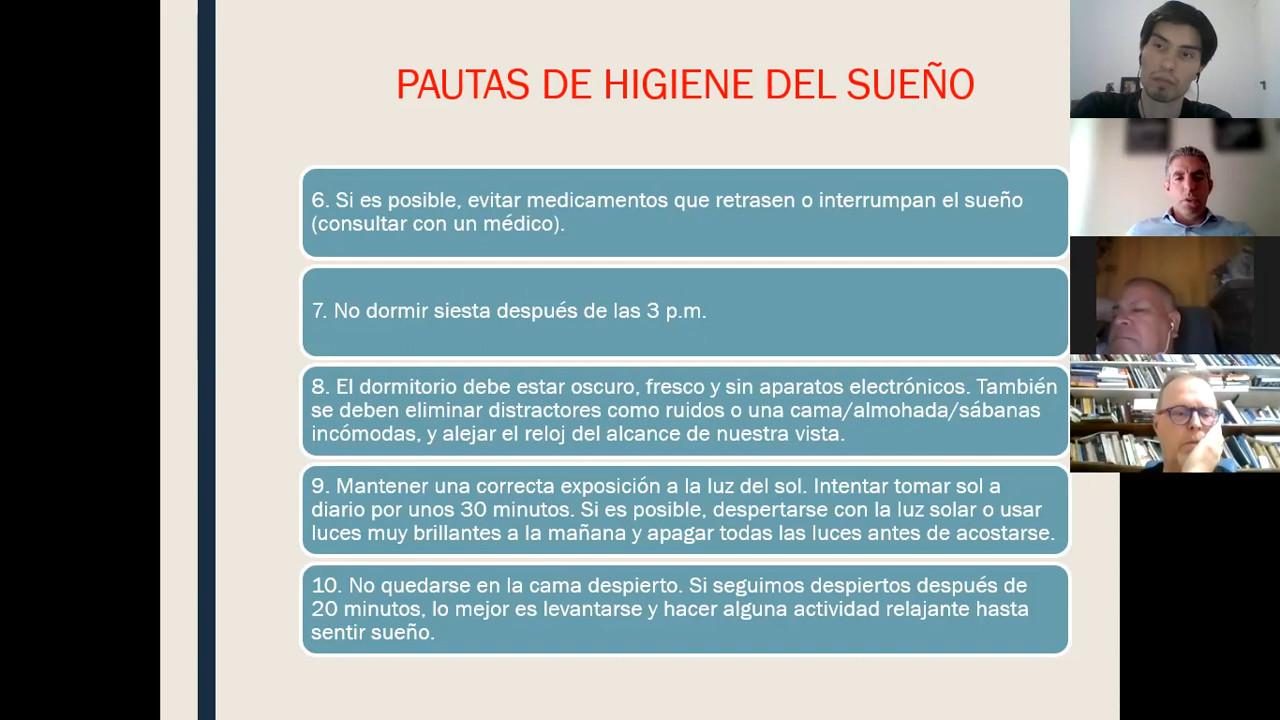 PAUTAS DE HIGIENE DEL SUEÑO
6. Si es posible, evitar medicamentos que retrasen o interrumpan el sueño
(consultar con un médico).
7. No dormir siesta después de las 3 p.m.
8. El dormitorio debe estar oscuro, fresco y sin aparatos electrónicos. También
se deben eliminar distractores como ruidos o una cama/almohada/sábanas
incómodas, y alejar el reloj del alcance de nuestra vista.
9. Mantener una correcta exposición a la luz del sol. Intentar tomar sol a
diario por unos 30 minutos. Si es posible, despertarse con la luz solar o usar
luces muy brillantes a la mañana y apagar todas las luces antes de acostarse.
10. No quedarse en la cama despierto. Si seguimos despiertos después de
20 minutos, lo mejor es levantarse y hacer alguna actividad relajante hasta
sentir sueño.